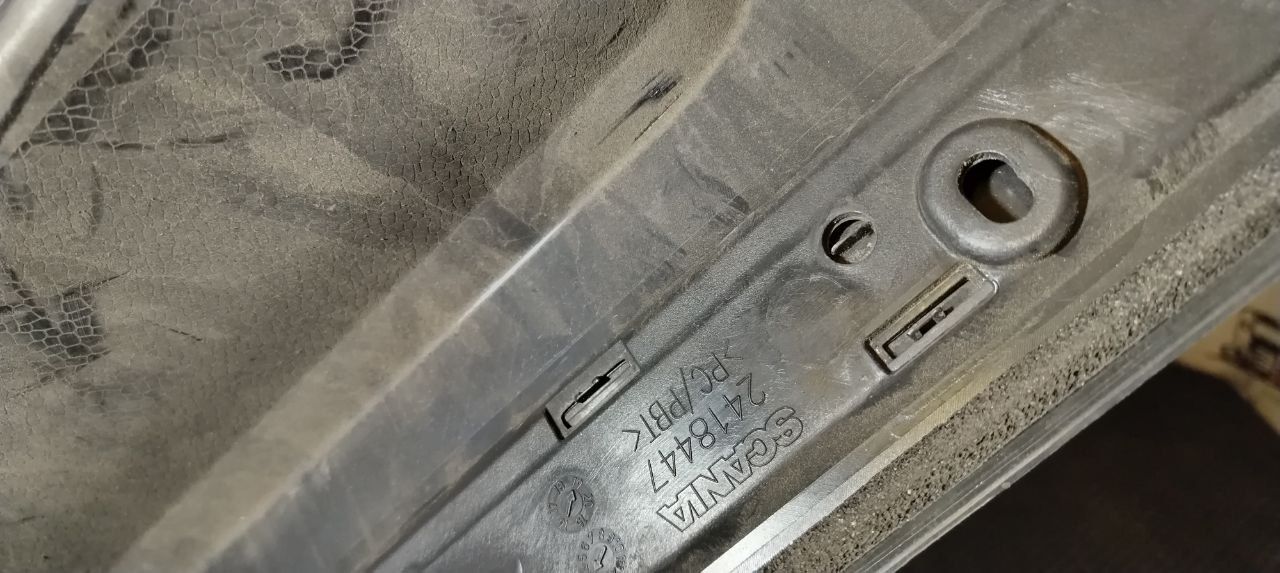 SCANIA
2418447
>PC/PBT<